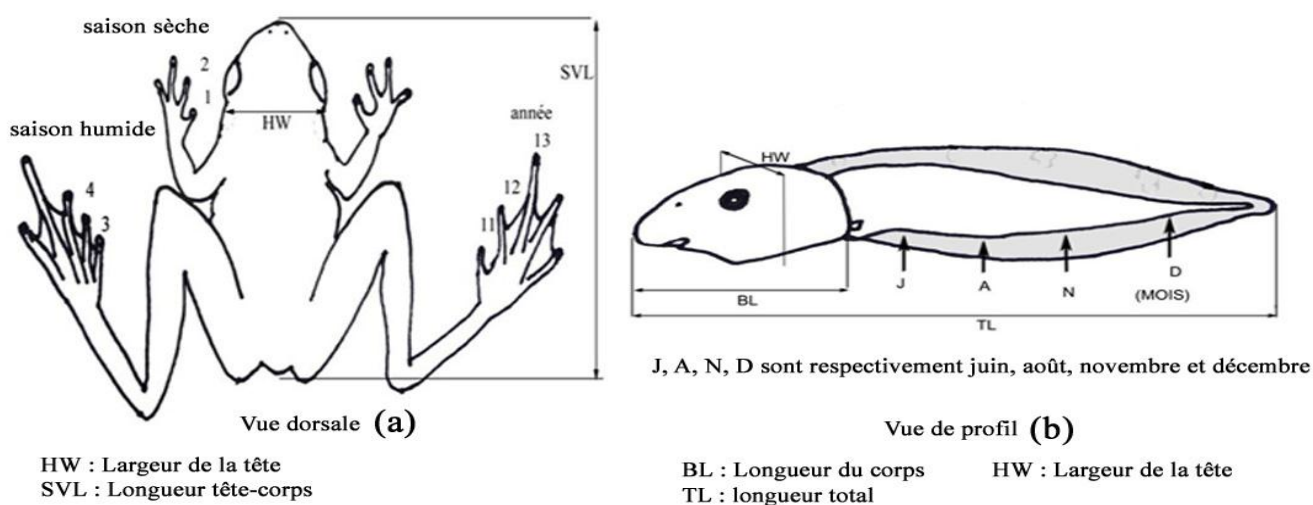 saison sèche
2
1
saison humide
HW
SVL
année
13
12
11
4
3
Vue dorsale (a)
HW : Largeur de la tête
SVL : Longueur tête-corps
HW
BL
J
A
N
D
(MOIS)
TL
J, A, N, D sont respectivement juin, août, novembre et décembre
Vue de profil (b)
BL : Longueur du corps HW : Largeur de la tête
TL : longueur total